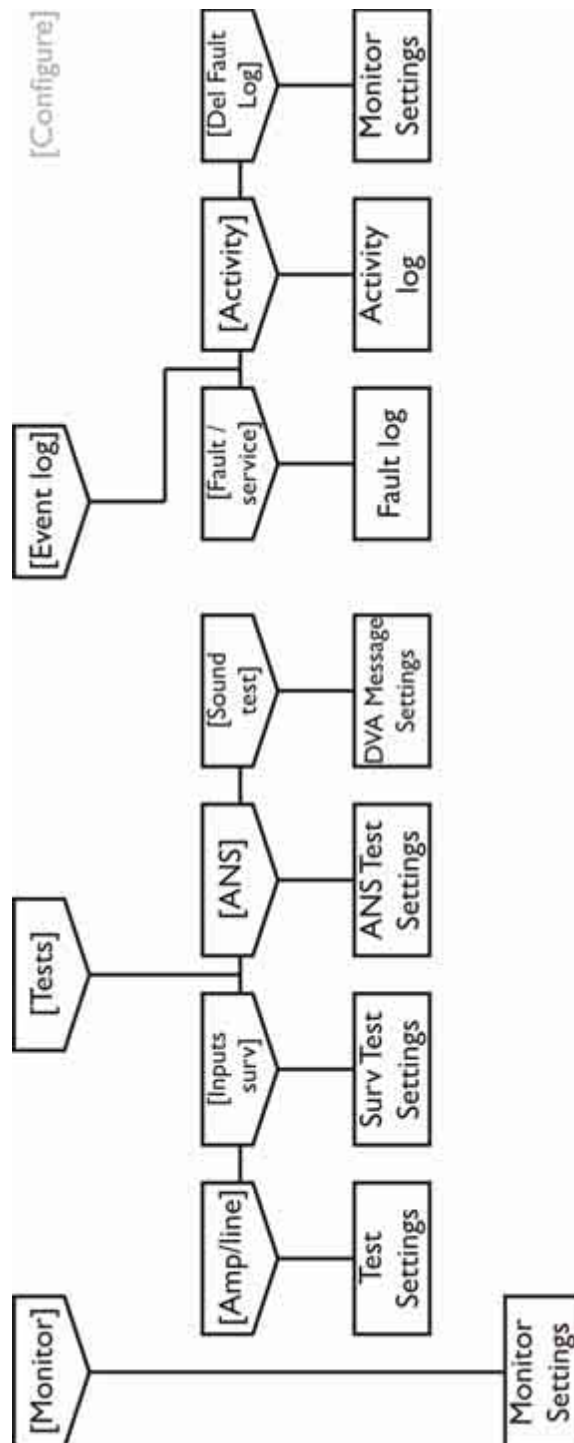 [Monitor]
[Tests]
[Event log]
[Configure]
[Amp/line]
[Inputs
surv]
[ANS]
[Sound
test]
[Fault /
service]
[Activity]
[Del Fault
Log]
Test
Settings
Surv Test
Settings
ANS Test
Settings
DVA Message
Settings
Fault log
Activity
log
Monitor
Settings
Monitor
Settings